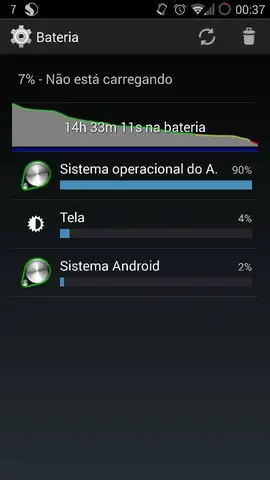 7 00:37
Bateria
7% - Não está carregando
14h 33m 11s na bateria
Sistema operacional do A. 90%
Tela 4%
Sistema Android 2%